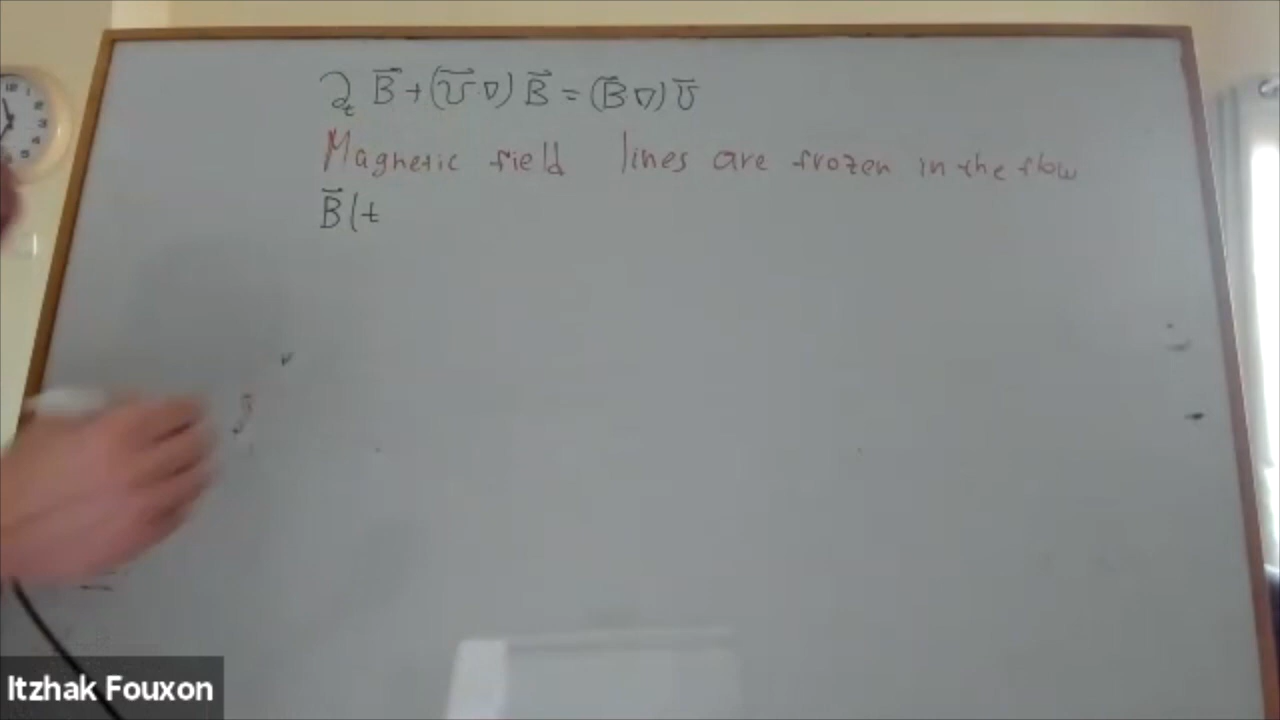 ∂ₜ B⃗ + (U⃗·∇) B⃗ = (B⃗∇) U⃗
Magnetic field lines are frozen in the flow
B⃗(t
Itzhak Fouxon